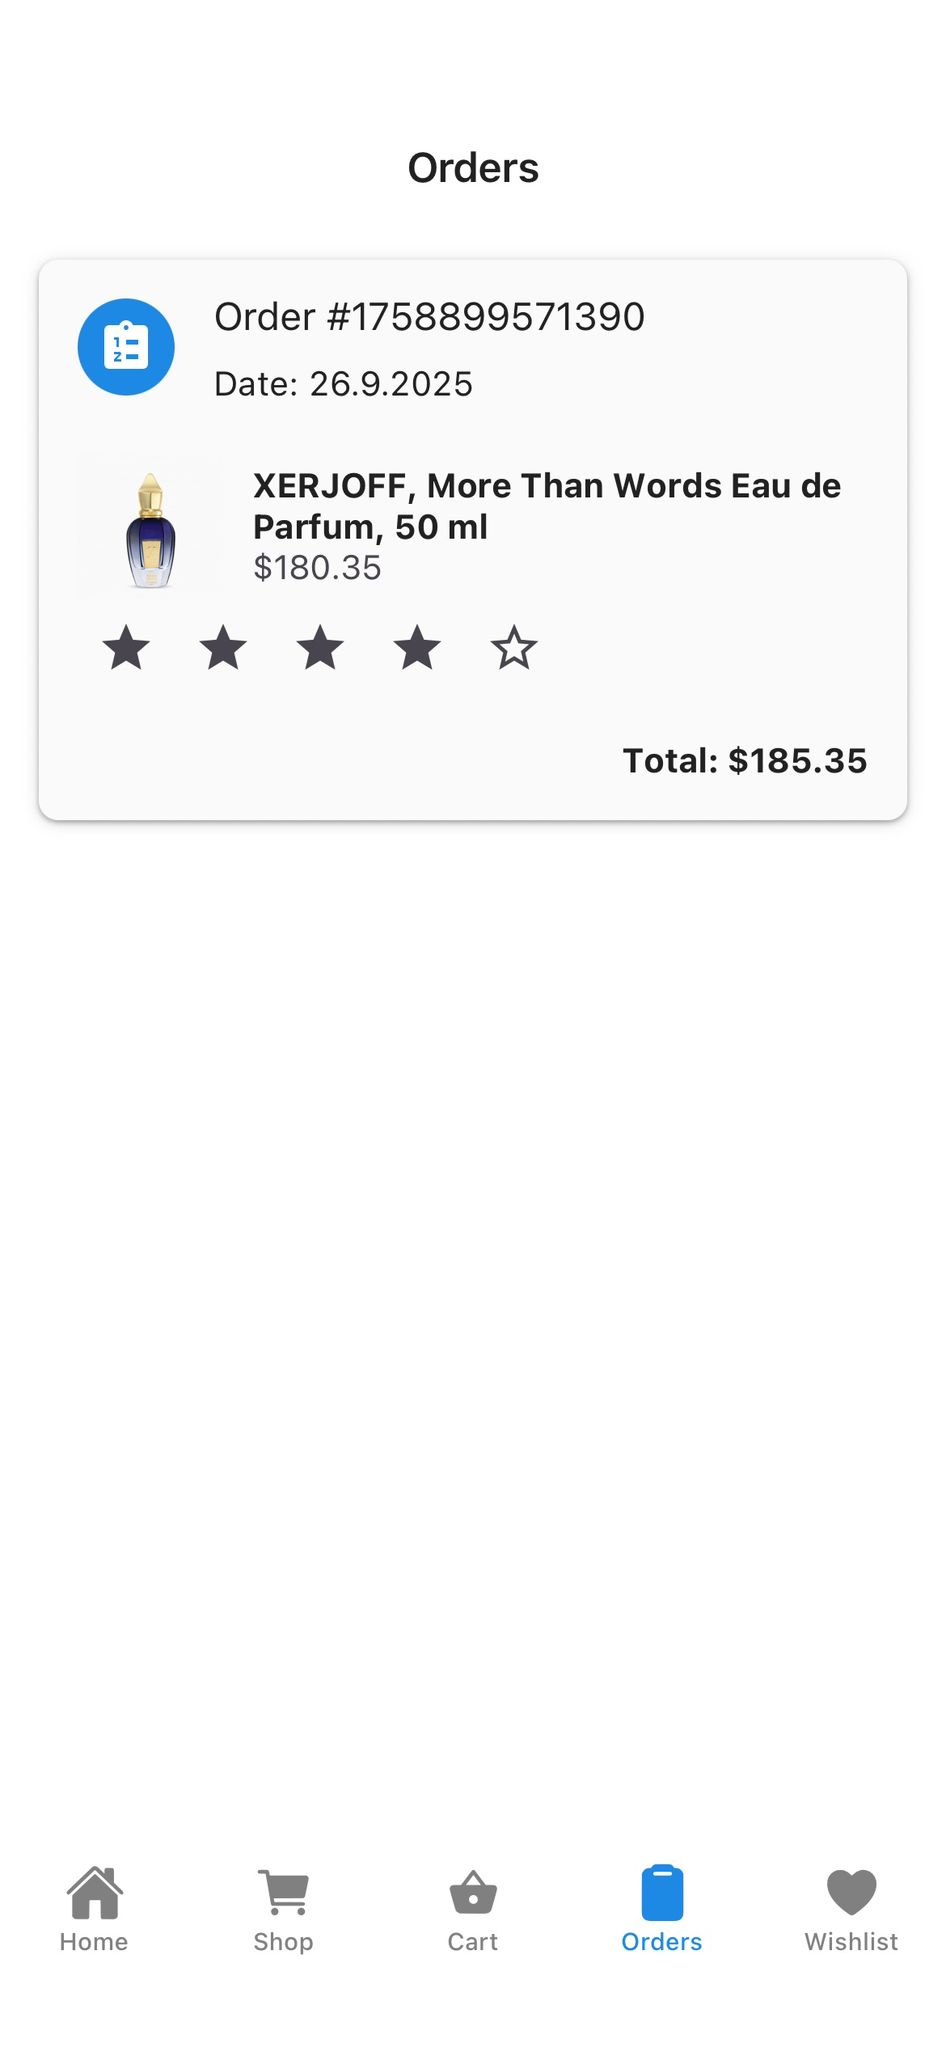 Orders
Order #1758899571390
Date: 26.9.2025
XERJOFF, More Than Words Eau de
Parfum, 50 ml
$180.35
Total: $185.35
Home
Shop
Cart
Orders
Wishlist